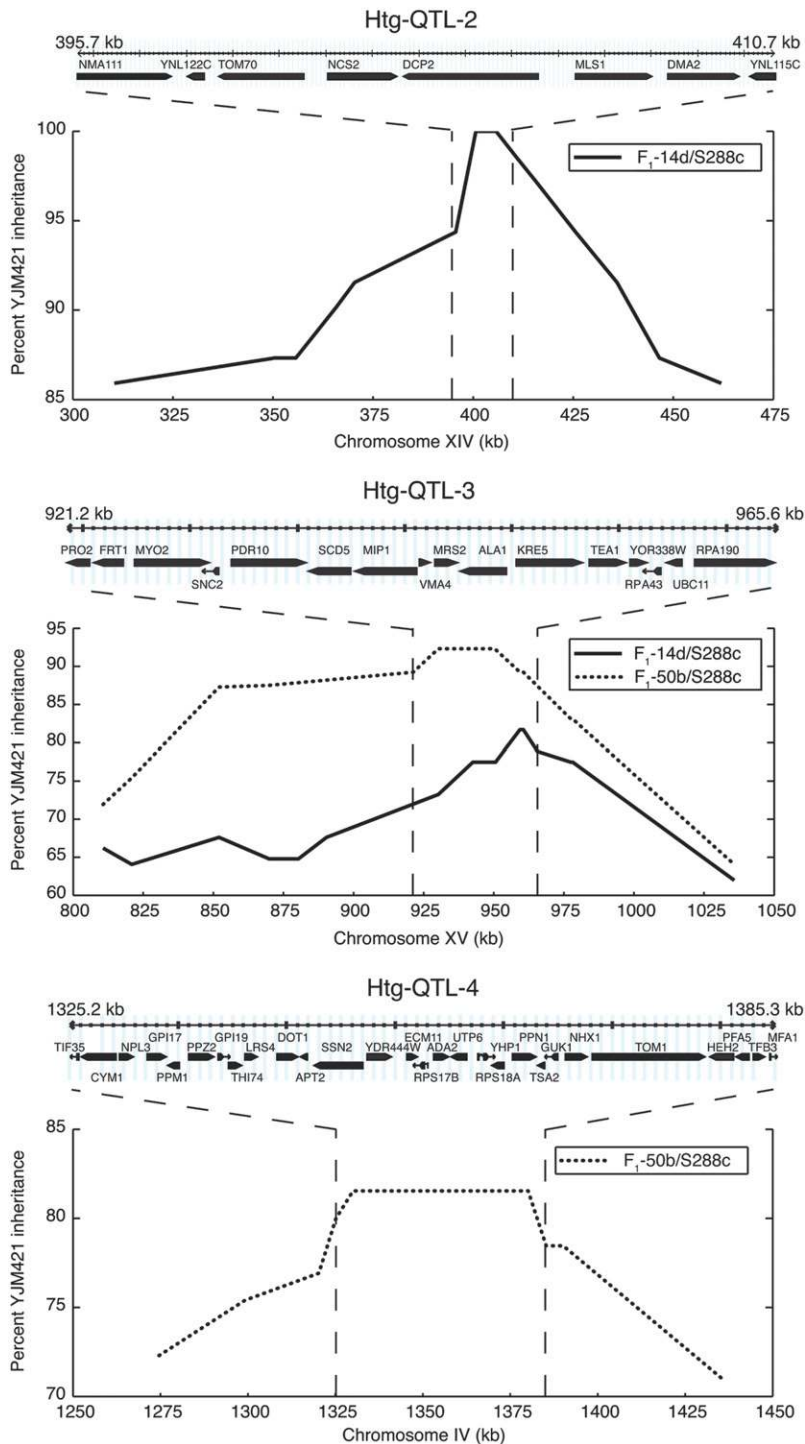 Htg-QTL-2
395.7 kb 410.7 kb
NMA111 YNL122C TOM70 NCS2 DCP2 MLS1 DMA2 YNL115C
100
95
90
85
Percent YJM421 inheritance
F1-14d/S288c
300 325 350 375 400 425 450 475
Chromosome XIV (kb)
Htg-QTL-3
921.2 kb 965.6 kb
PRO2 FRT1 MYO2 PDR10 SCD5 MIP1 MRS2 ALA1 KRE5 TEA1 YOR338W RPA190
SNC2 VMA4 RPA43 UBC11
95
90
85
80
75
70
65
60
Percent YJM421 inheritance
F1-14d/S288c
F1-50b/S288c
800 825 850 875 900 925 950 975 1000 1025 1050
Chromosome XV (kb)
Htg-QTL-4
1325.2 kb 1385.3 kb
GPI17 GPI19 DOT1 ECM11 UTP6 PPN1 NHX1 PFA5 MFA1
TIF35 NPL3 PPZ2 LRS4 SSN2 YDR444W ADA2 YHP1 GUK1 TOM1 HEH2 TFB3
CYM1 PPM1 THI74 APT2 RPS17B RPS18A TSA2
85
80
75
70
Percent YJM421 inheritance
F1-50b/S288c
1250 1275 1300 1325 1350 1375 1400 1425 1450
Chromosome IV (kb)